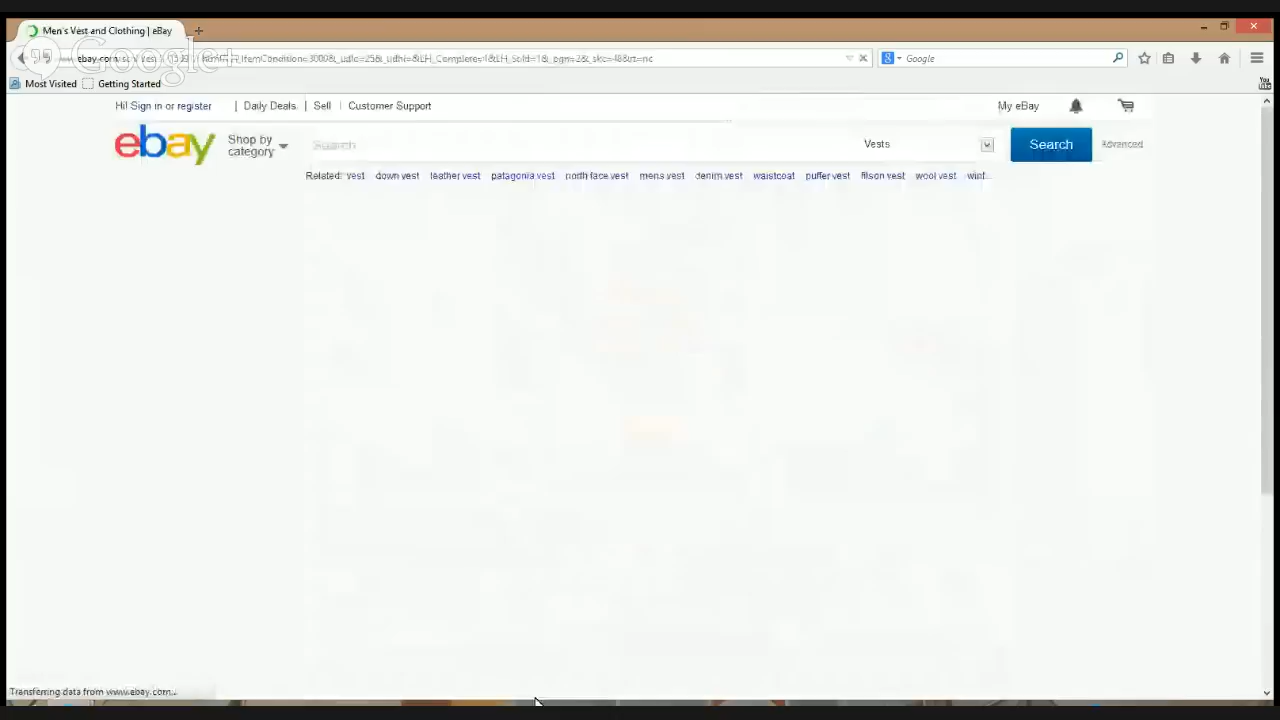 Men's Vest and Clothing | eBay
Google+
Google
Most Visited Getting Started
Hi! Sign in or register | Daily Deals | Sell | Customer Support My eBay
ebay Shop by category Search Vests Search Advanced
Related: vest down vest leather vest patagonia vest north face vest mens vest denim vest waistcoat puffer vest filson vest wool vest wint...
Transferring data from www.ebay.com...